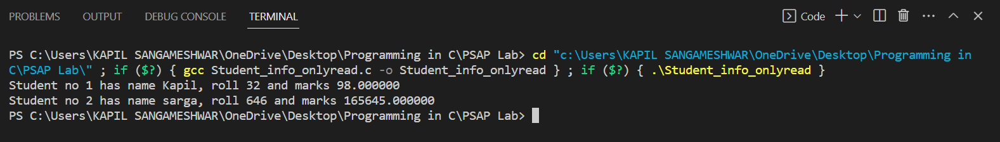 PROBLEMS OUTPUT DEBUG CONSOLE TERMINAL Code
PS C:\Users\KAPIL SANGAMESHWAR\OneDrive\Desktop\Programming in C\PSAP Lab> cd "c:\Users\KAPIL SANGAMESHWAR\OneDrive\Desktop\Programming in
C\PSAP Lab\" ; if ($?) { gcc Student_info_onlyread.c -o Student_info_onlyread } ; if ($?) { .\Student_info_onlyread }
Student no 1 has name Kapil, roll 32 and marks 98.000000
Student no 2 has name sarga, roll 646 and marks 165645.000000
PS C:\Users\KAPIL SANGAMESHWAR\OneDrive\Desktop\Programming in C\PSAP Lab>